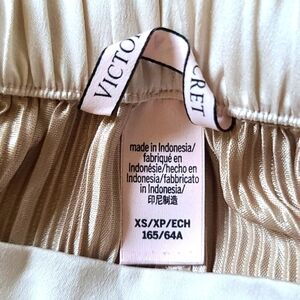 VICTO
CRET
made in Indonesia/
fabriqué en
Indonésie/hecho en
Indonesia/fabbricato
in Indonesia/
印尼制造
XS/XP/ECH
165/64A